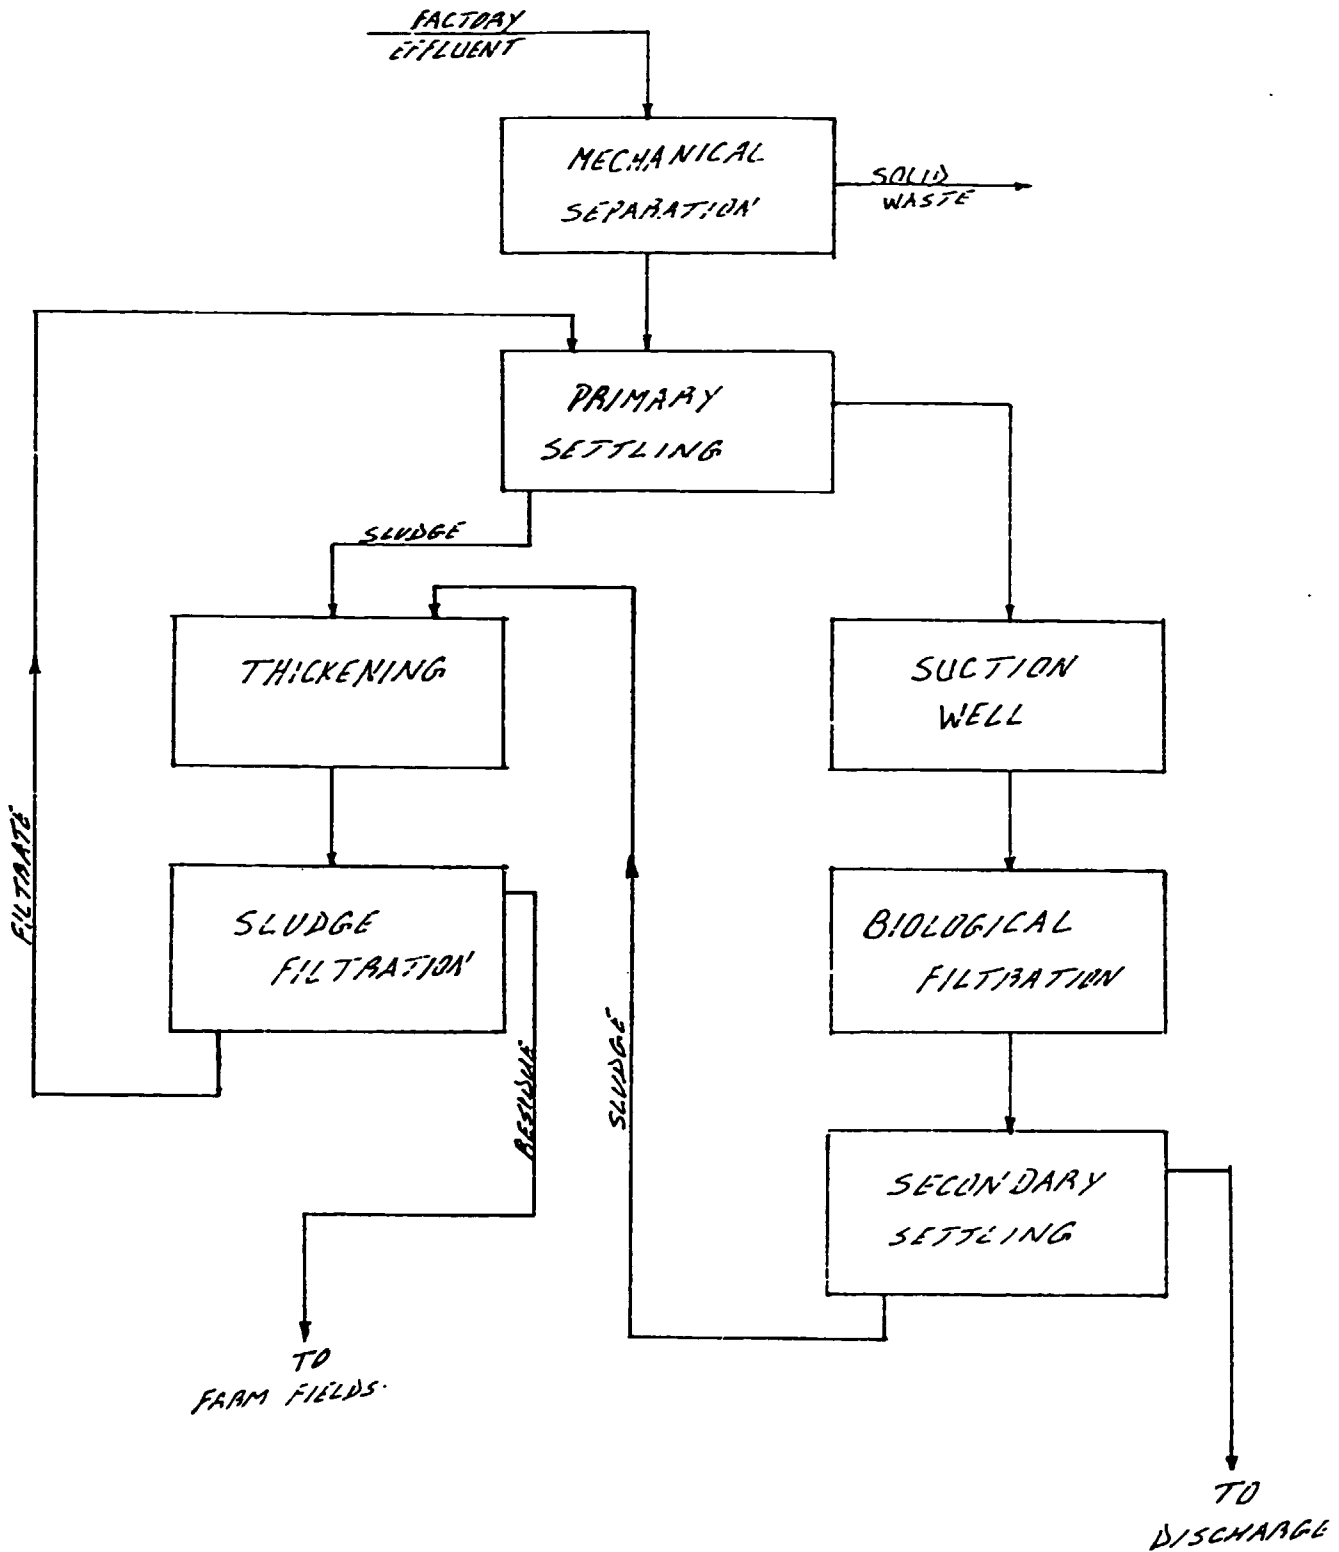 FACTORY
EFFLUENT
MECHANICAL
SEPARATION
SOLID
WASTE
PRIMARY
SETTLING
SLUDGE
THICKENING
SUCTION
WELL
FILTRATE
SLUDGE
FILTRATION
BIOLOGICAL
FILTRATION
RESIDUE
SLUDGE
SECONDARY
SETTLING
TO
FARM FIELDS.
TO
DISCHARGE